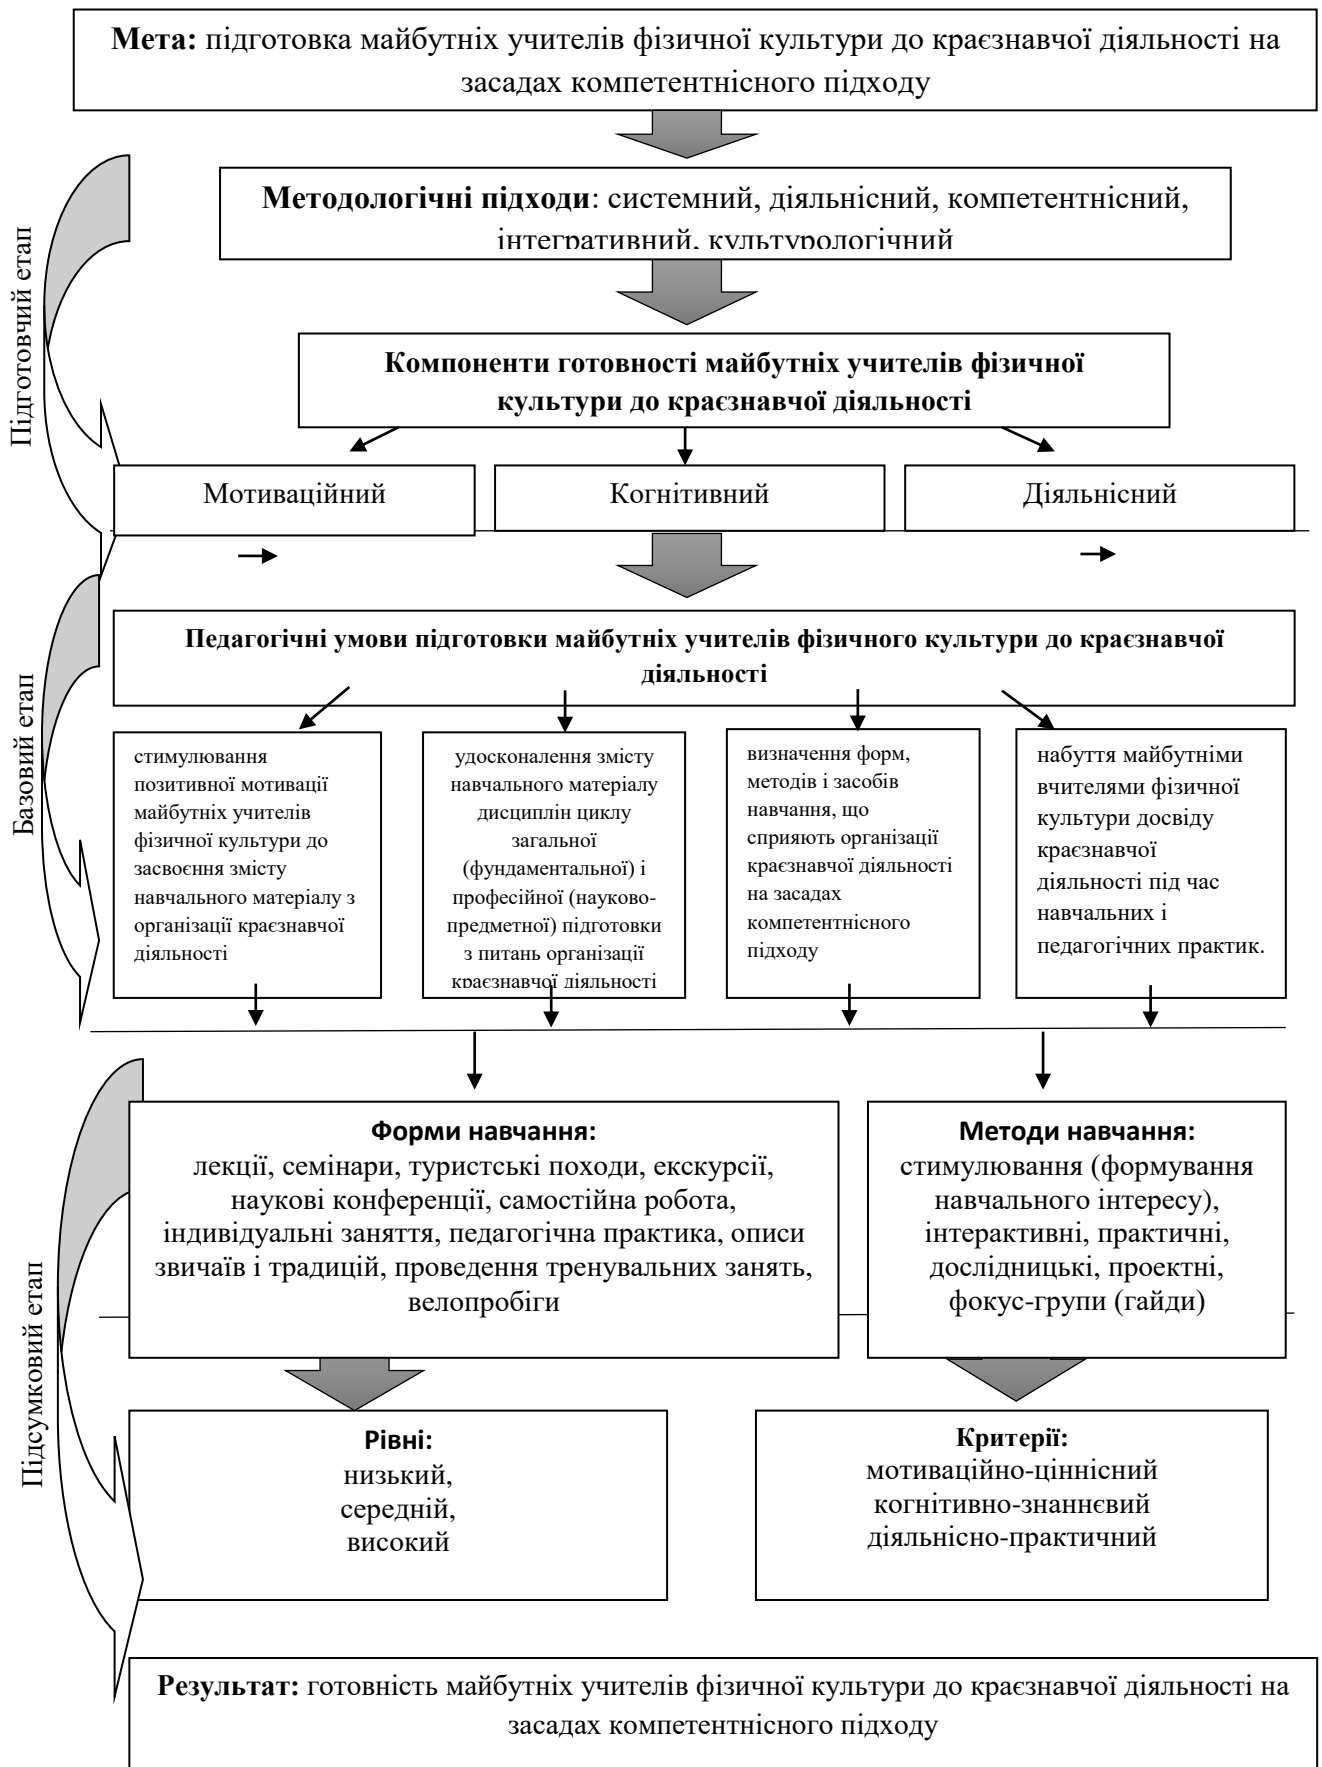 Мета: підготовка майбутніх учителів фізичної культури до краєзнавчої діяльності на
засадах компетентнісного підходу
Підготовчий етап
Методологічні підходи: системний, діяльнісний, компетентнісний,
інтегративний, культурологічний
Компоненти готовності майбутніх учителів фізичної
культури до краєзнавчої діяльності
Мотиваційний
Когнітивний
Діяльнісний
Базовий етап
Педагогічні умови підготовки майбутніх учителів фізичного культури до краєзнавчої
діяльності
стимулювання
позитивної мотивації
майбутніх учителів
фізичної культури до
засвоєння змісту
навчального матеріалу з
організації краєзнавчої
діяльності
удосконалення змісту
навчального матеріалу
дисциплін циклу
загальної
(фундаментальної) і
професійної (науково-
предметної) підготовки
з питань організації
краєзнавчої діяльності
визначення форм,
методів і засобів
навчання, що
сприяють організації
краєзнавчої діяльності
на засадах
компетентнісного
підходу
набуття майбутніми
вчителями фізичної
культури досвіду
краєзнавчої
діяльності під час
навчальних і
педагогічних практик.
Підсумковий етап
Форми навчання:
лекції, семінари, туристські походи, екскурсії,
наукові конференції, самостійна робота,
індивідуальні заняття, педагогічна практика, описи
звичаїв і традицій, проведення тренувальних занять,
велопробіги
Методи навчання:
стимулювання (формування
навчального інтересу),
інтерактивні, практичні,
дослідницькі, проектні,
фокус-групи (гайди)
Рівні:
низький,
середній,
високий
Критерії:
мотиваційно-ціннісний
когнітивно-знаннєвий
діяльнісно-практичний
Результат: готовність майбутніх учителів фізичної культури до краєзнавчої діяльності на
засадах компетентнісного підходу